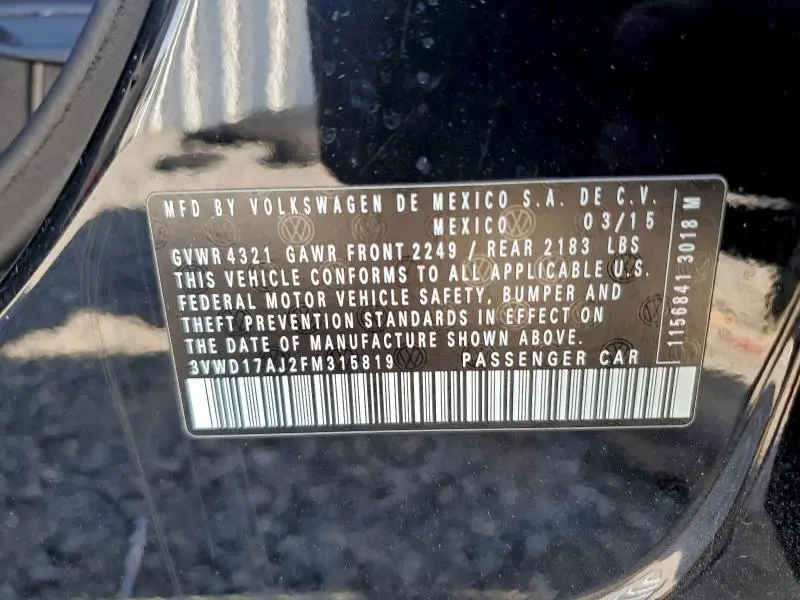 MFD BY VOLKSWAGEN DE MEXICO S.A. DE C.V.
MEXICO 03/15
GVWR 4321 GAWR FRONT 2249 / REAR 2183 LBS
THIS VEHICLE CONFORMS TO ALL APPLICABLE U.S.
FEDERAL MOTOR VEHICLE SAFETY, BUMPER AND
THEFT PREVENTION STANDARDS IN EFFECT ON
THE DATE OF MANUFACTURE SHOWN ABOVE.
3VWD17AJ2FM315819 PASSENGER CAR
1156841 3018 M